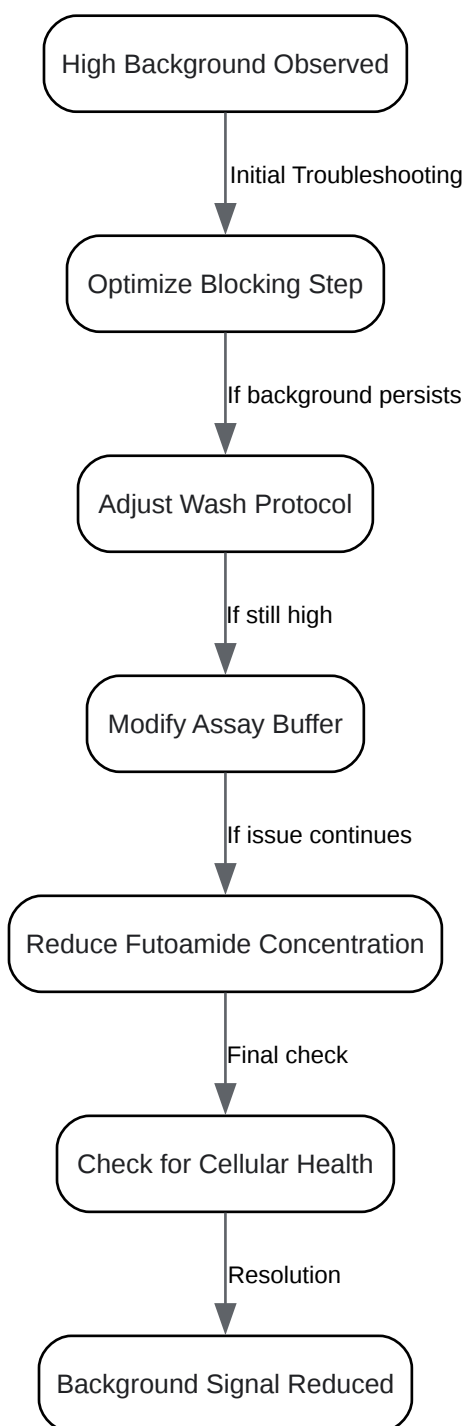 High Background Observed
Initial Troubleshooting
Optimize Blocking Step
If background persists
Adjust Wash Protocol
If still high
Modify Assay Buffer
If issue continues
Reduce Futoamide Concentration
Final check
Check for Cellular Health
Resolution
Background Signal Reduced